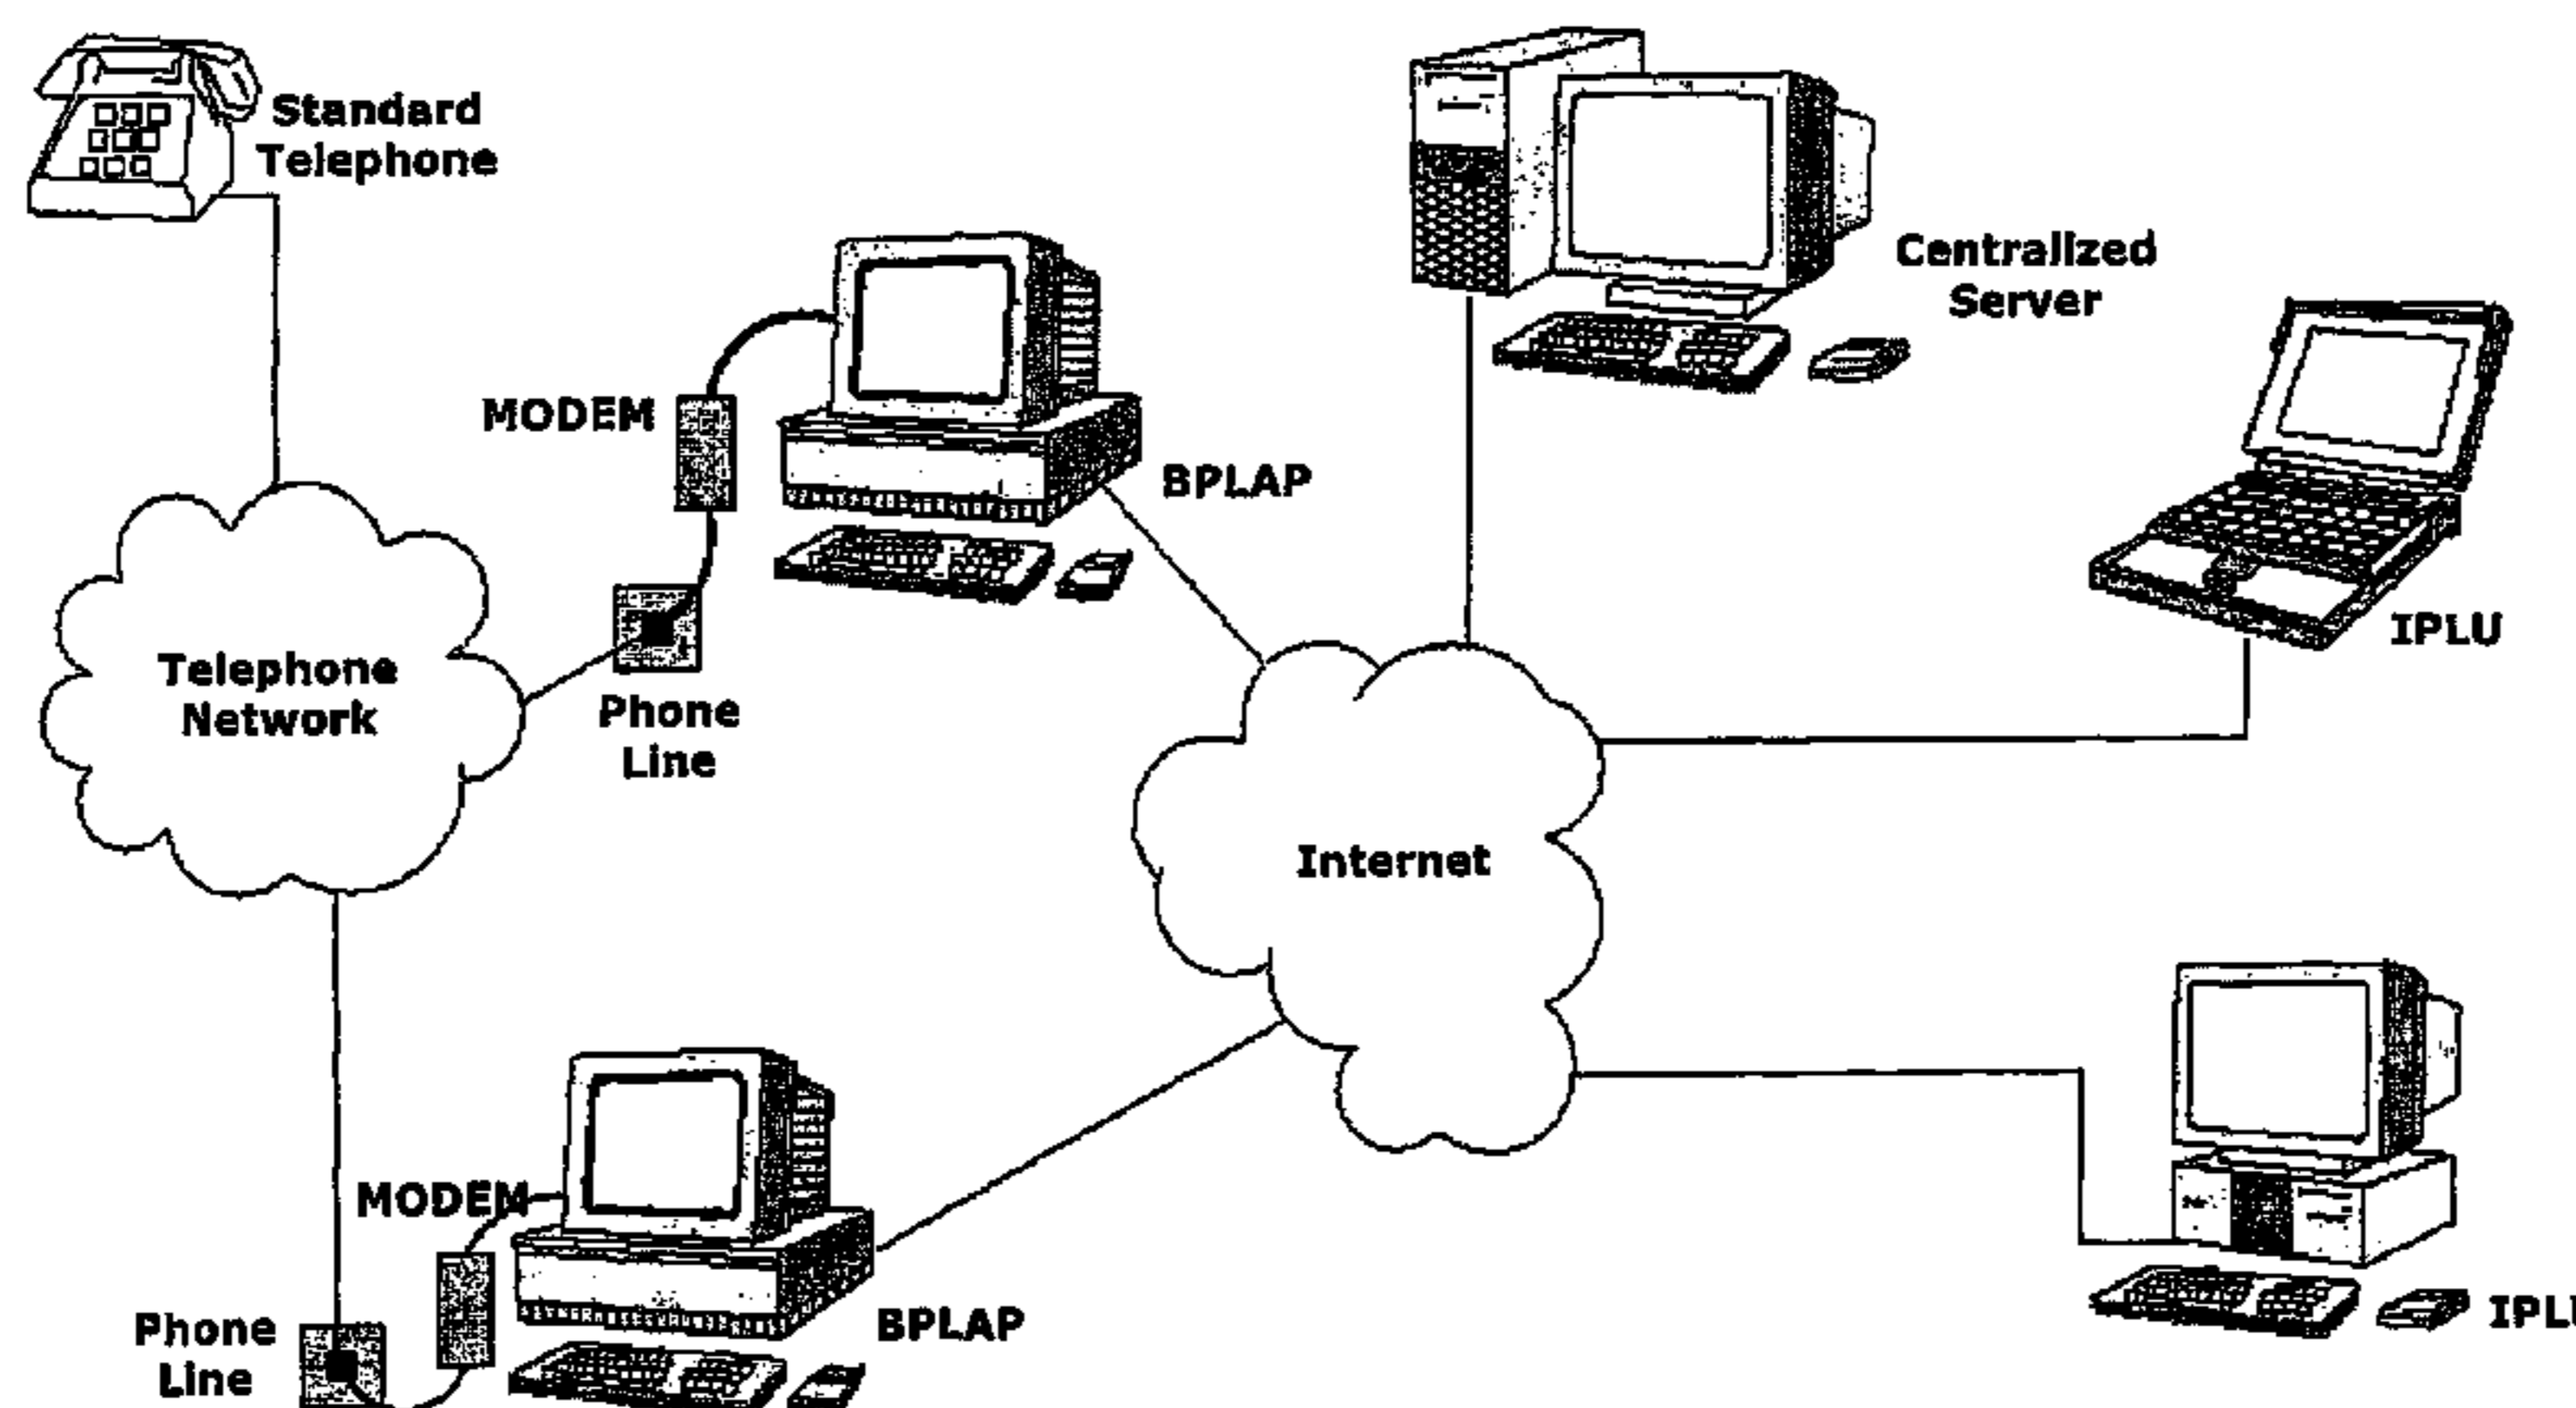 Standard
Telephone
Centralized
Server
MODEM
BPLAP
IPLU
Telephone
Network
Phone
Line
Internet
MODEM
Phone
Line
BPLAP